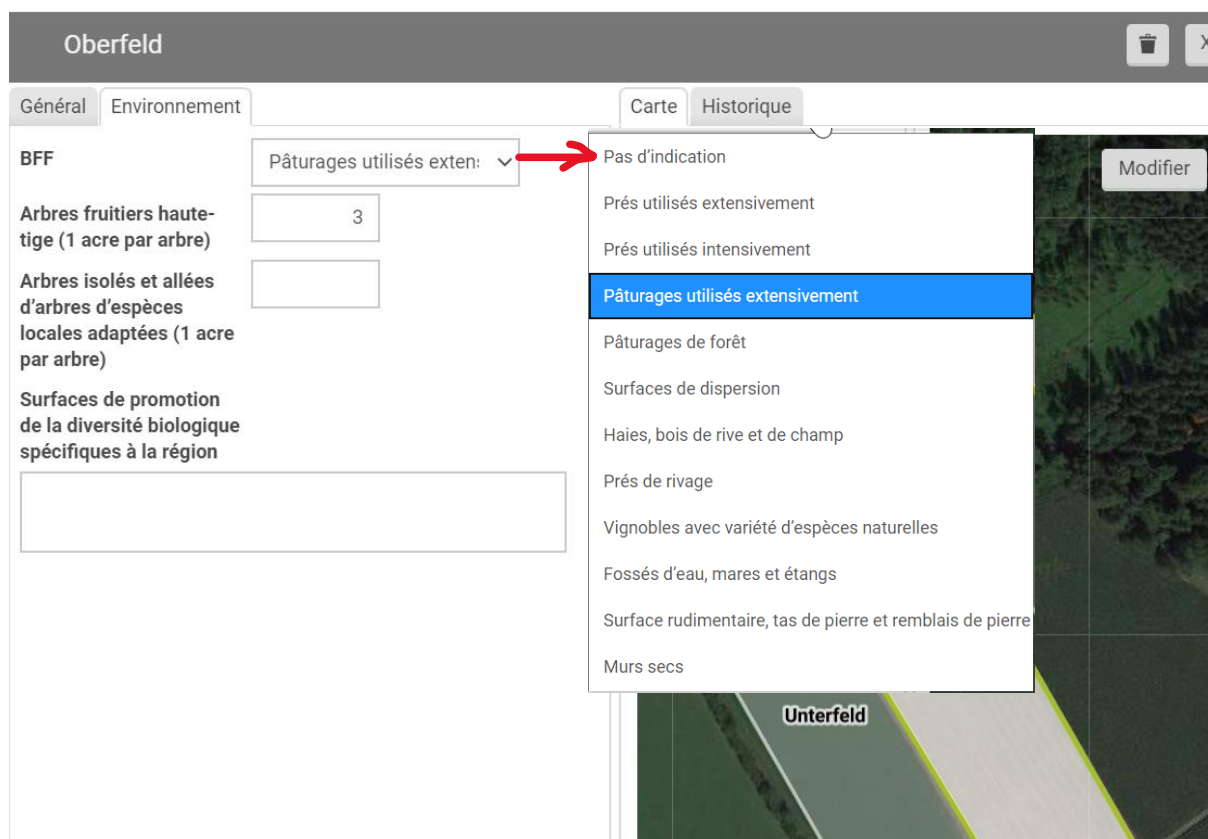 Oberfeld
X
Général
Environnement
Carte
Historique
BFF
Pâturages utilisés exten
Arbres fruitiers haute-
tige (1 acre par arbre)
3
Arbres isolés et allées
d'arbres d'espèces
locales adaptées (1 acre
par arbre)
Surfaces de promotion
de la diversité biologique
spécifiques à la région
Pas d'indication
Prés utilisés extensivement
Prés utilisés intensivement
Pâturages utilisés extensivement
Pâturages de forêt
Surfaces de dispersion
Haies, bois de rive et de champ
Prés de rivage
Vignobles avec variété d'espèces naturelles
Fossés d'eau, mares et étangs
Surface rudimentaire, tas de pierre et remblais de pierre
Murs secs
Modifier
Unterfeld